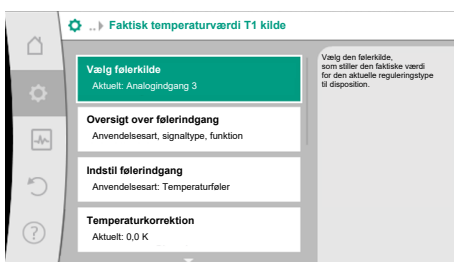 ..▸ Faktisk temperaturværdi T1 kilde
Vælg følerkilde
Aktuelt: Analogindgang 3
Oversigt over følerindgang
Anvendelsesart, signaltype, funktion
Indstil følerindgang
Anvendelsesart: Temperaturføler
Temperaturkorrektion
Aktuelt: 0,0 K
Vælg den følerkilde,
som stiller den faktiske værdi
for den aktuelle reguleringstype
til disposition.